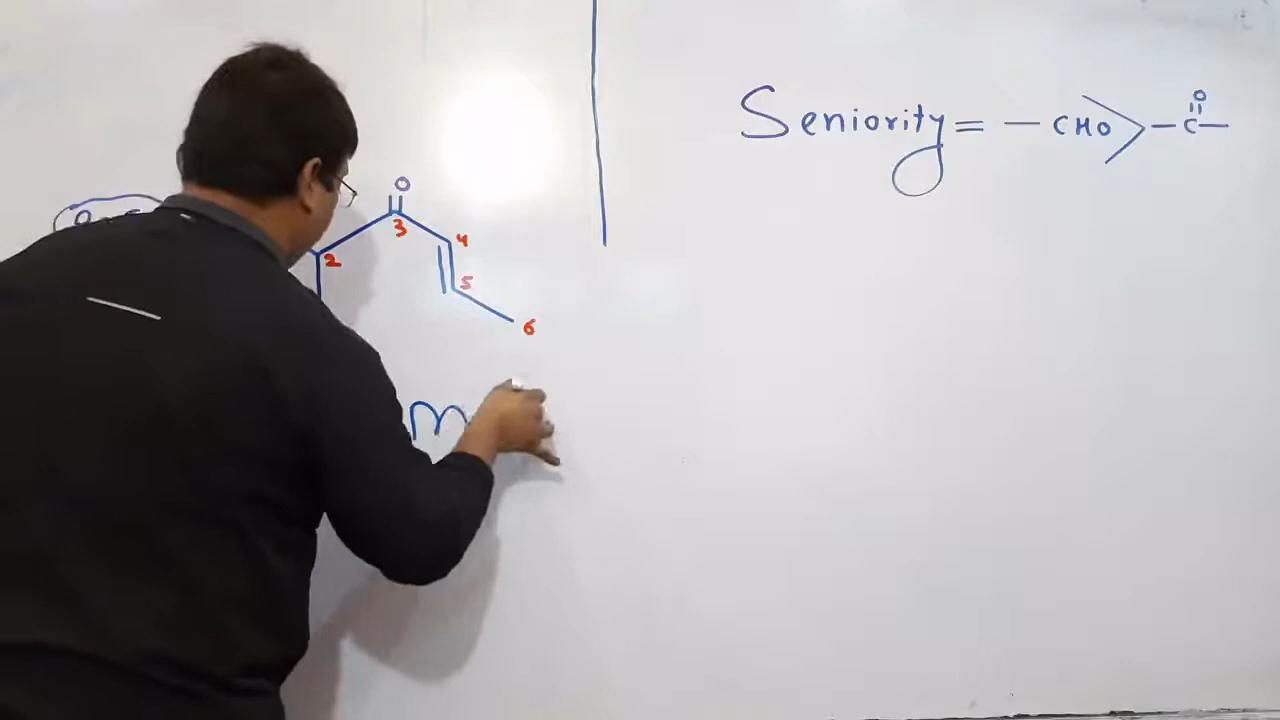 Seniority = — CHO > — C —
O
O
3
4
2
5
6
m